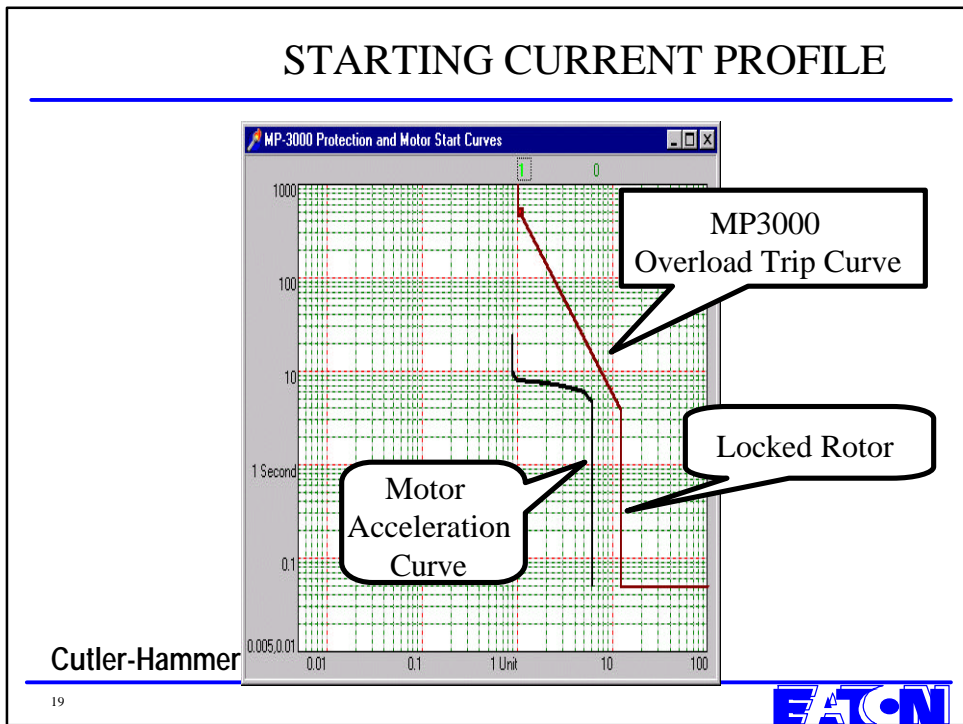 STARTING CURRENT PROFILE
MP-3000 Protection and Motor Start Curves
1 0
1000
100
10
1 Second
0.1
0.005,0.01
0.01 0.1 1 Unit 10 100
MP3000
Overload Trip Curve
Locked Rotor
Motor
Acceleration
Curve
Cutler-Hammer
19
EATON